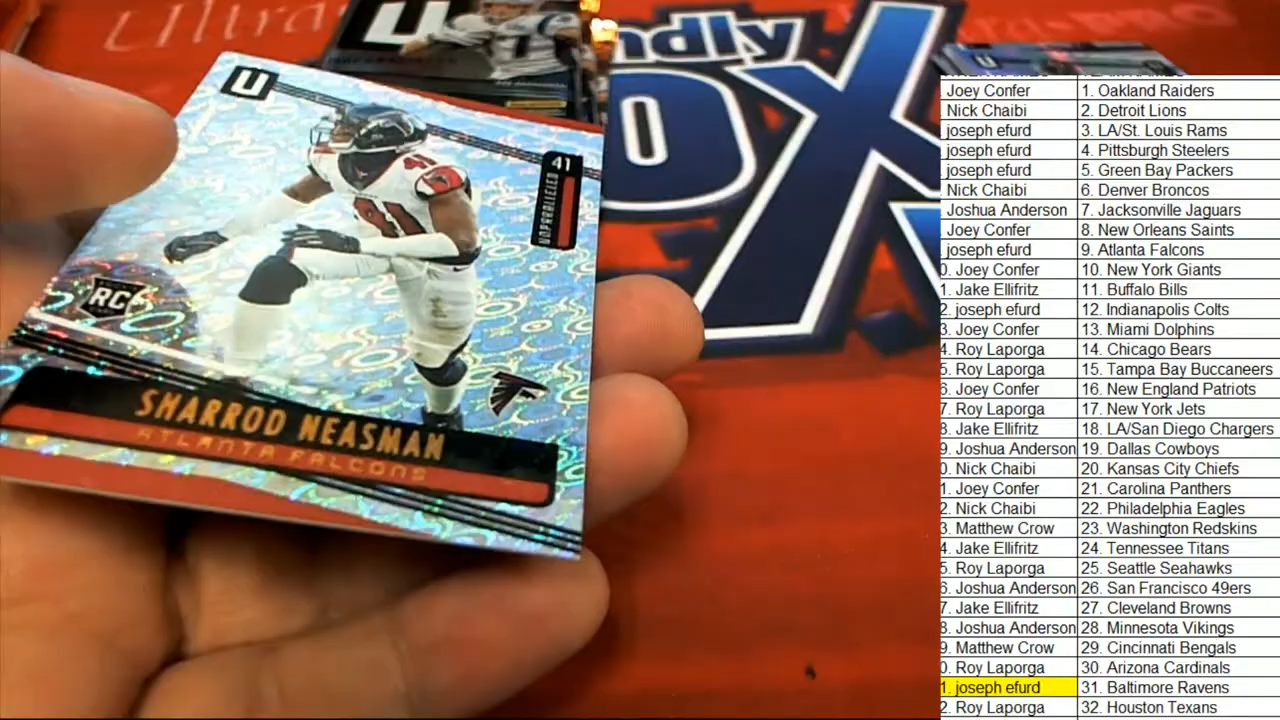 Ultra PRO
U
ndly
OX
41
UNPARALLELED
41
RC
SHARROD NEASMAN
ATLANTA FALCONS
Joey Confer 1. Oakland Raiders
Nick Chaibi 2. Detroit Lions
joseph efurd 3. LA/St. Louis Rams
joseph efurd 4. Pittsburgh Steelers
joseph efurd 5. Green Bay Packers
Nick Chaibi 6. Denver Broncos
Joshua Anderson 7. Jacksonville Jaguars
Joey Confer 8. New Orleans Saints
joseph efurd 9. Atlanta Falcons
0. Joey Confer 10. New York Giants
1. Jake Ellifritz 11. Buffalo Bills
2. joseph efurd 12. Indianapolis Colts
3. Joey Confer 13. Miami Dolphins
4. Roy Laporga 14. Chicago Bears
5. Roy Laporga 15. Tampa Bay Buccaneers
6. Joey Confer 16. New England Patriots
7. Roy Laporga 17. New York Jets
8. Jake Ellifritz 18. LA/San Diego Chargers
9. Joshua Anderson 19. Dallas Cowboys
0. Nick Chaibi 20. Kansas City Chiefs
1. Joey Confer 21. Carolina Panthers
2. Nick Chaibi 22. Philadelphia Eagles
3. Matthew Crow 23. Washington Redskins
4. Jake Ellifritz 24. Tennessee Titans
5. Roy Laporga 25. Seattle Seahawks
6. Joshua Anderson 26. San Francisco 49ers
7. Jake Ellifritz 27. Cleveland Browns
8. Joshua Anderson 28. Minnesota Vikings
9. Matthew Crow 29. Cincinnati Bengals
0. Roy Laporga 30. Arizona Cardinals
1. joseph efurd 31. Baltimore Ravens
2. Roy Laporga 32. Houston Texans